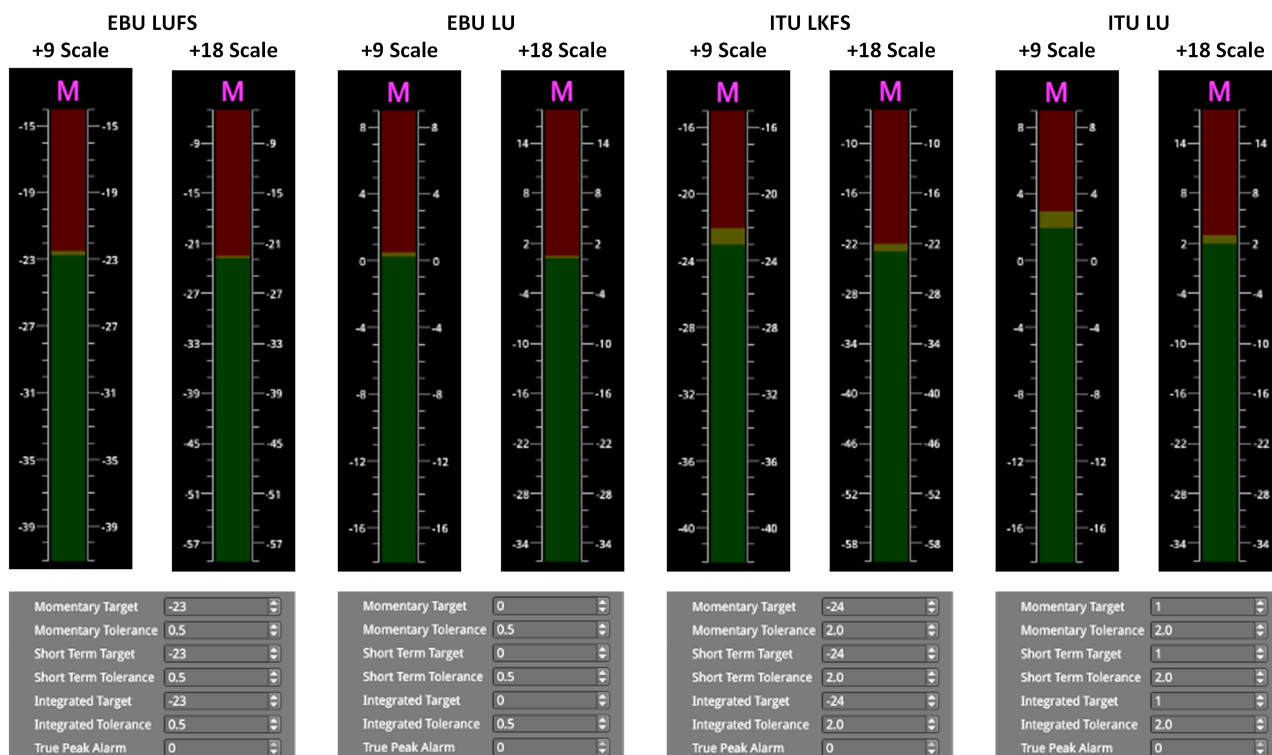 EBU LUFS EBU LU ITU LKFS ITU LU
+9 Scale +18 Scale +9 Scale +18 Scale +9 Scale +18 Scale +9 Scale +18 Scale
M M M M M M M M
-15 -15 -9 -9 8 8 14 14 -16 -16 -10 -10 8 8 14 14
-19 -19 -15 -15 4 4 8 8 -20 -20 -16 -16 4 4 8 8
-21 -21 2 2 -22 -22 2 2
-23 -23 0 0 -24 -24 0 0
-27 -27 -4 -4 -28 -28 -4 -4
-27 -27 -4 -4 -28 -28 -4 -4
-33 -33 -10 -10 -34 -34 -10 -10
-31 -31 -39 -39 -8 -8 -16 -16 -32 -32 -40 -40 -8 -8 -16 -16
-45 -45 -22 -22 -46 -46 -22 -22
-35 -35 -12 -12 -36 -36 -12 -12
-51 -51 -28 -28 -52 -52 -28 -28
-39 -39 -16 -16 -40 -40 -16 -16
-57 -57 -34 -34 -58 -58 -34 -34
Momentary Target -23 Momentary Target 0 Momentary Target -24 Momentary Target 1
Momentary Tolerance 0.5 Momentary Tolerance 0.5 Momentary Tolerance 2.0 Momentary Tolerance 2.0
Short Term Target -23 Short Term Target 0 Short Term Target -24 Short Term Target 1
Short Term Tolerance 0.5 Short Term Tolerance 0.5 Short Term Tolerance 2.0 Short Term Tolerance 2.0
Integrated Target -23 Integrated Target 0 Integrated Target -24 Integrated Target 1
Integrated Tolerance 0.5 Integrated Tolerance 0.5 Integrated Tolerance 2.0 Integrated Tolerance 2.0
True Peak Alarm 0 True Peak Alarm 0 True Peak Alarm 0 True Peak Alarm 0